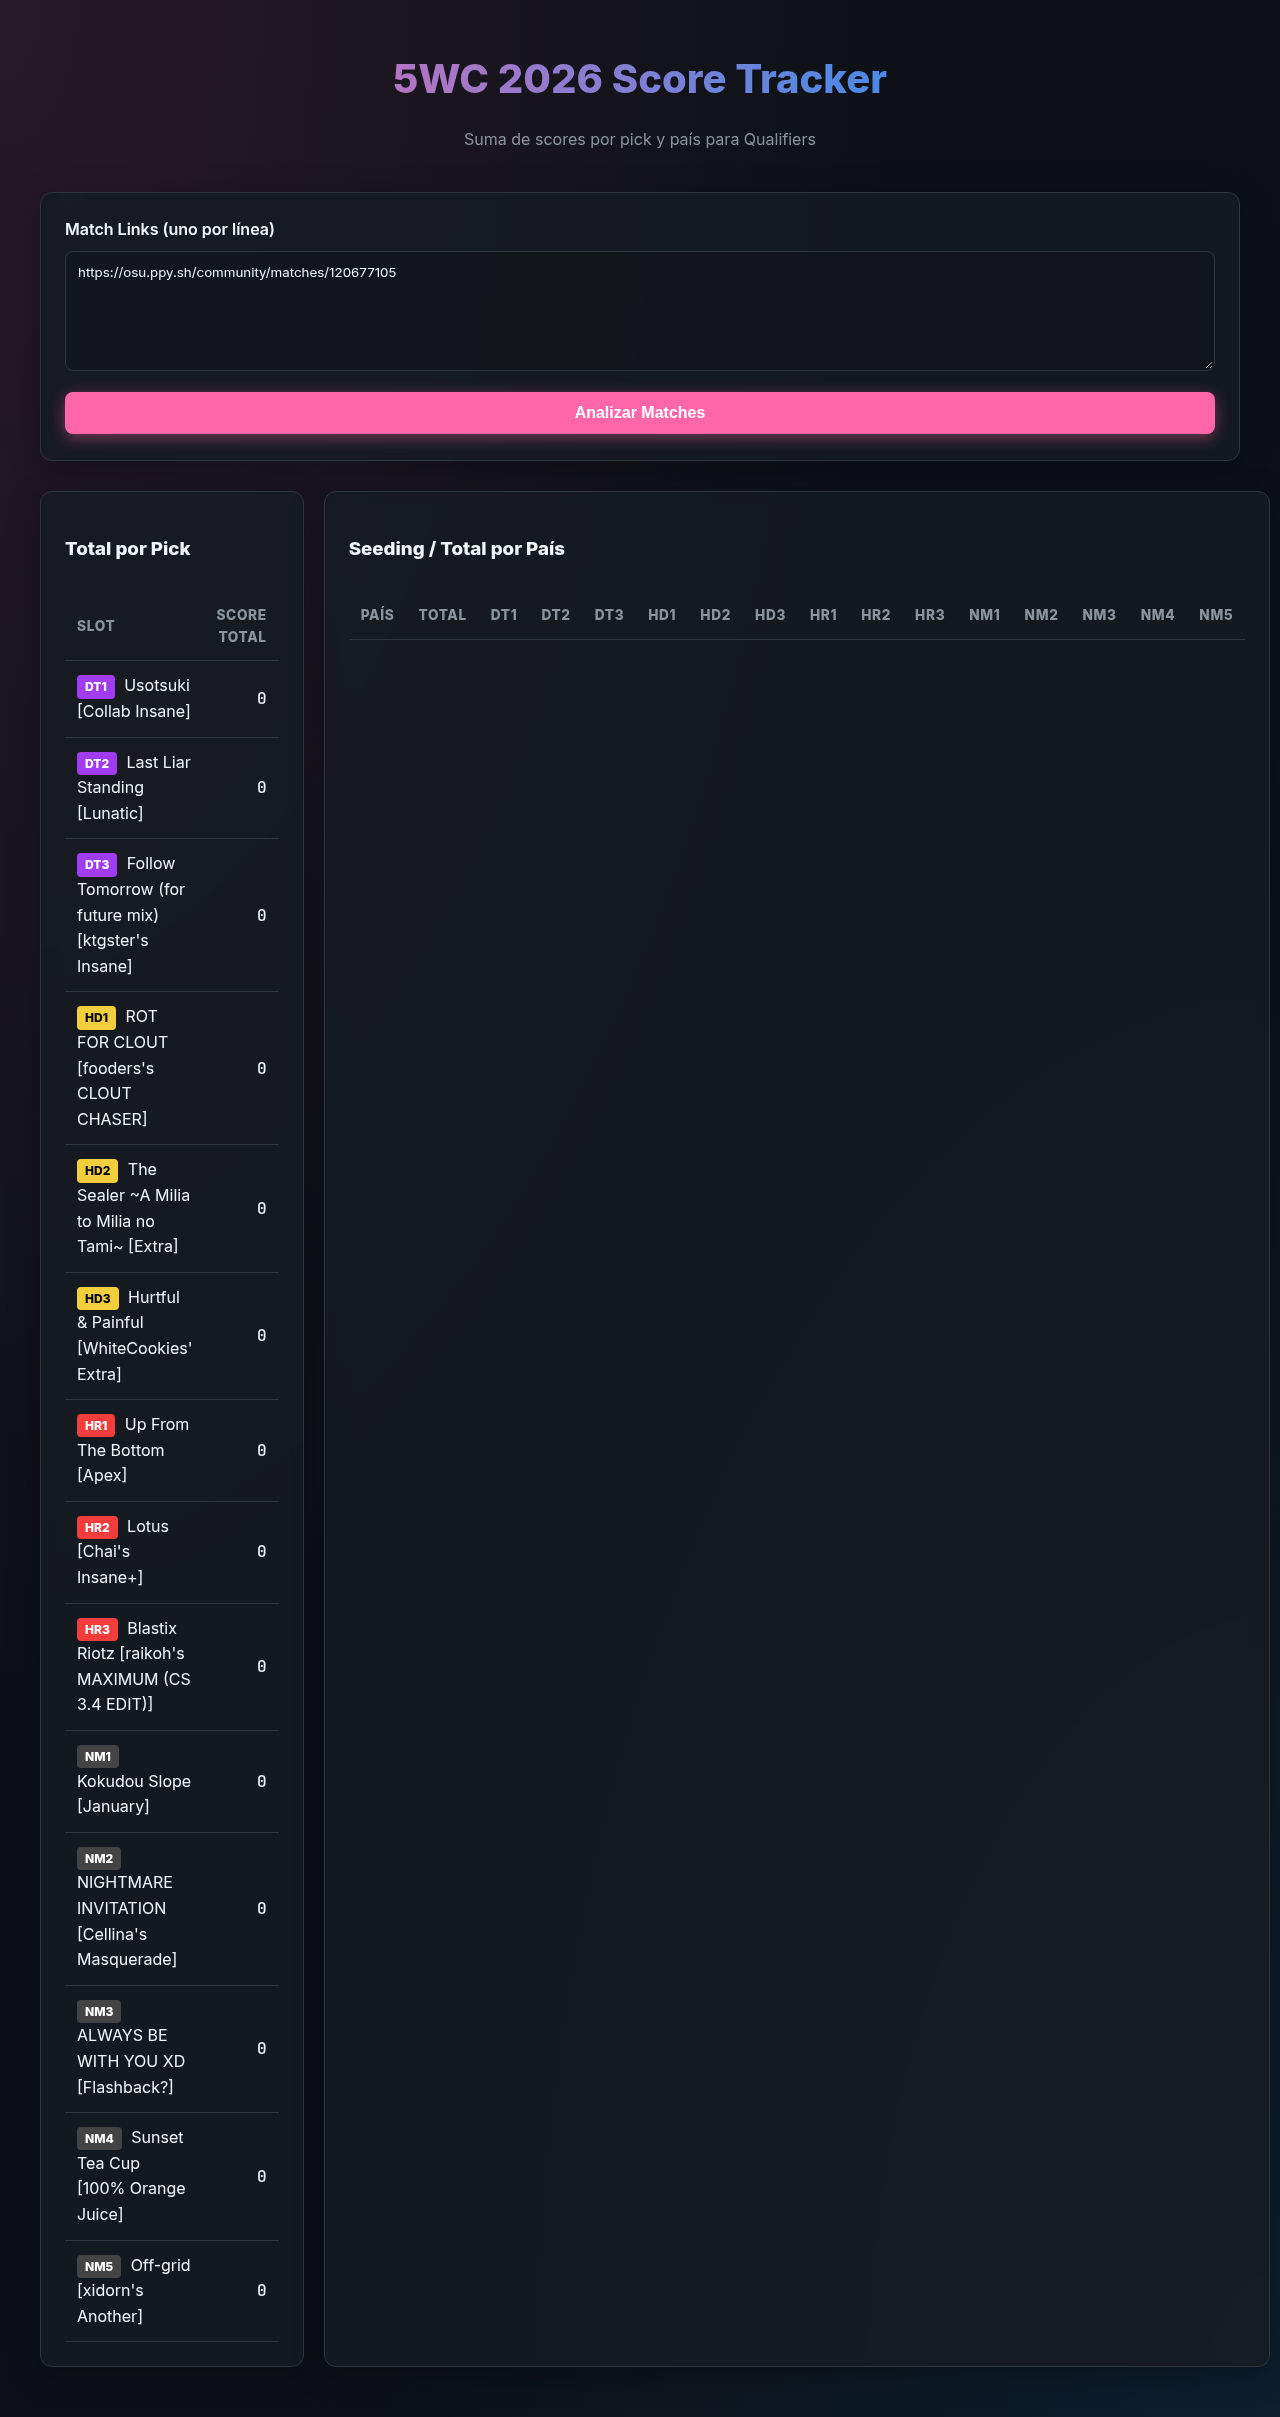 5WC 2026 Score Tracker
Suma de scores por pick y país para Qualifiers
Match Links (uno por línea)
https://osu.ppy.sh/community/matches/120677105
Analizar Matches
Total por Pick
SLOT SCORE
TOTAL
DT1 Usotsuki
[Collab Insane] 0
DT2 Last Liar
Standing 0
[Lunatic]
DT3 Follow
Tomorrow (for
future mix) 0
[ktgster's
Insane]
HD1 ROT
FOR CLOUT
[fooders's 0
CLOUT
CHASER]
HD2 The
Sealer ~A Milia
to Milia no 0
Tami~ [Extra]
HD3 Hurtful
& Painful
[WhiteCookies' 0
Extra]
HR1 Up From
The Bottom 0
[Apex]
HR2 Lotus
[Chai's 0
Insane+]
HR3 Blastix
Riotz [raikoh's
MAXIMUM (CS 0
3.4 EDIT)]
NM1
Kokudou Slope 0
[January]
NM2
NIGHTMARE
INVITATION 0
[Cellina's
Masquerade]
NM3
ALWAYS BE
WITH YOU XD 0
[Flashback?]
NM4 Sunset
Tea Cup
[100% Orange 0
Juice]
NM5 Off-grid
[xidorn's 0
Another]
Seeding / Total por País
PAÍS TOTAL DT1 DT2 DT3 HD1 HD2 HD3 HR1 HR2 HR3 NM1 NM2 NM3 NM4 NM5